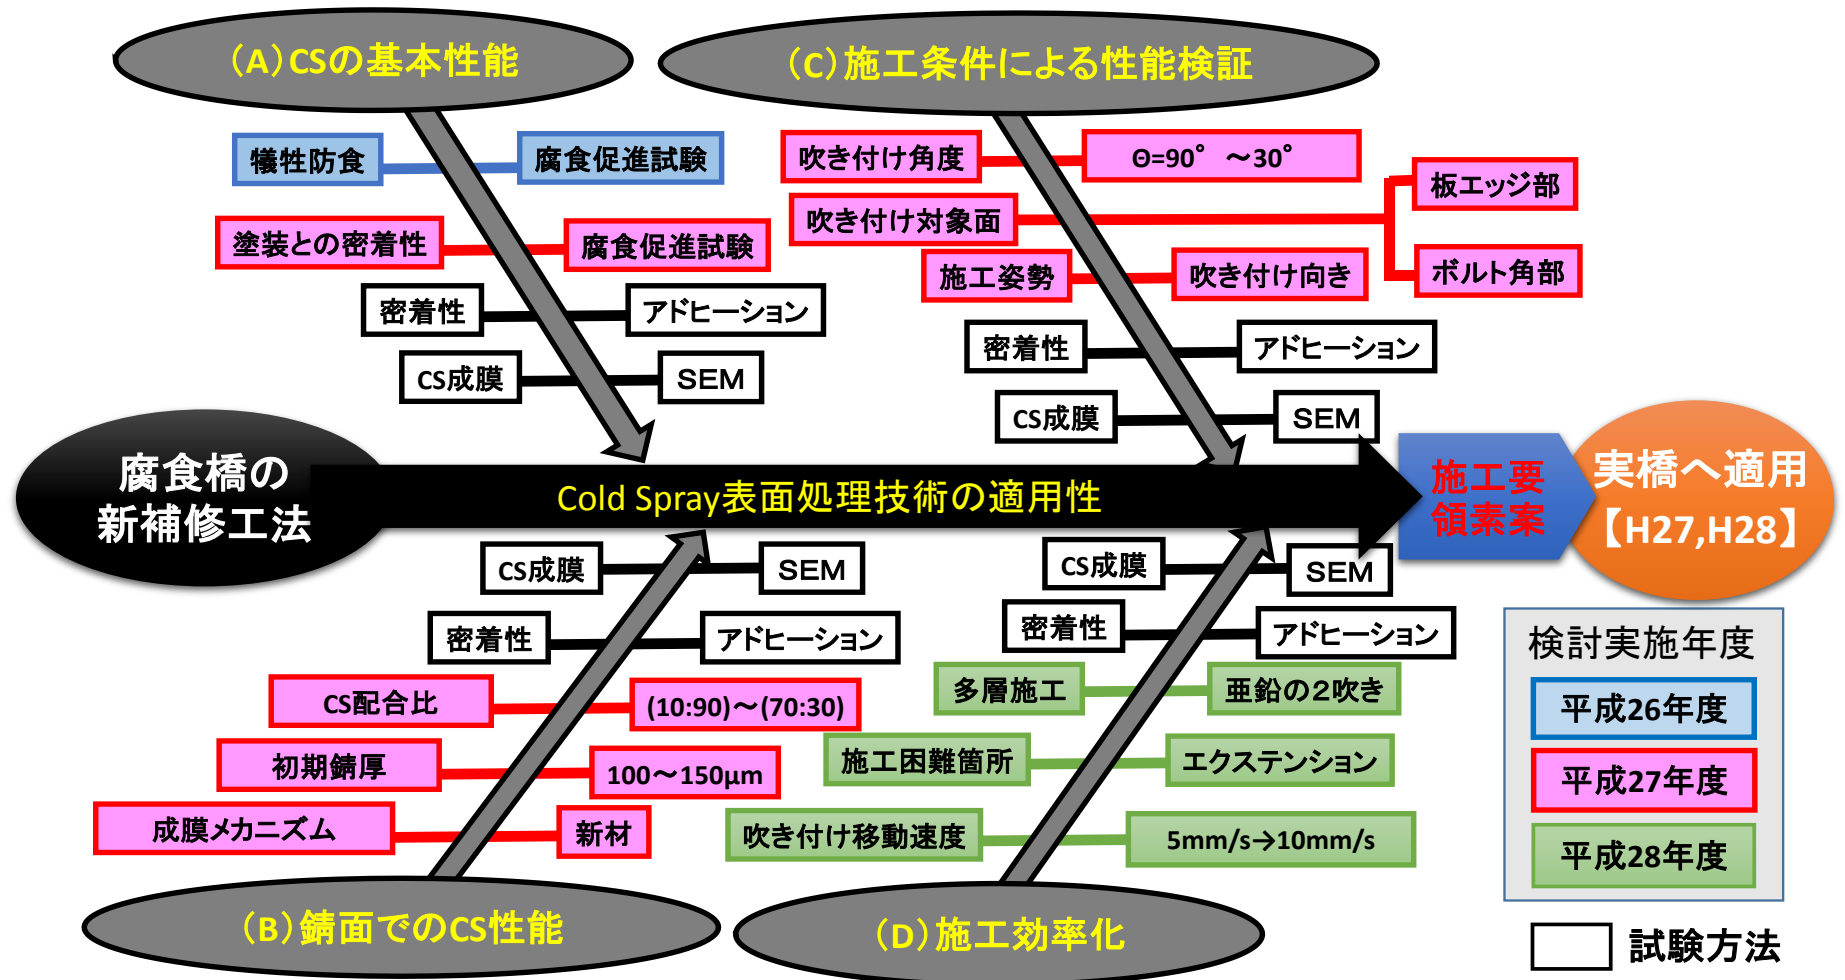 （A）CSの基本性能
（C）施工条件による性能検証
犠牲防食
腐食促進試験
塗装との密着性
腐食促進試験
密着性
アドヒーション
CS成膜
SEM
吹き付け角度
Θ=90°～30°
吹き付け対象面
板エッジ部
ボルト角部
施工姿勢
吹き付け向き
密着性
アドヒーション
CS成膜
SEM
腐食橋の
新補修工法
Cold Spray表面処理技術の適用性
施工要
領素案
実橋へ適用
【H27,H28】
CS成膜
SEM
密着性
アドヒーション
CS配合比
(10:90)～(70:30)
初期錆厚
100～150μm
成膜メカニズム
新材
（B）錆面でのCS性能
CS成膜
SEM
密着性
アドヒーション
多層施工
亜鉛の２吹き
施工困難箇所
エクステンション
吹き付け移動速度
5mm/s→10mm/s
（D）施工効率化
検討実施年度
平成26年度
平成27年度
平成28年度
試験方法